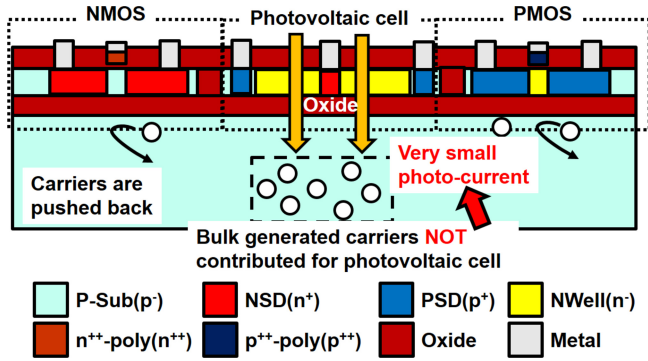 NMOS
Photovoltaic cell
PMOS
Oxide
Carriers are
pushed back
Very small
photo-current
Bulk generated carriers NOT
contributed for photovoltaic cell
P-Sub(p⁻)
NSD(n⁺)
PSD(p⁺)
NWell(n⁻)
n⁺⁺-poly(n⁺⁺)
p⁺⁺-poly(p⁺⁺)
Oxide
Metal